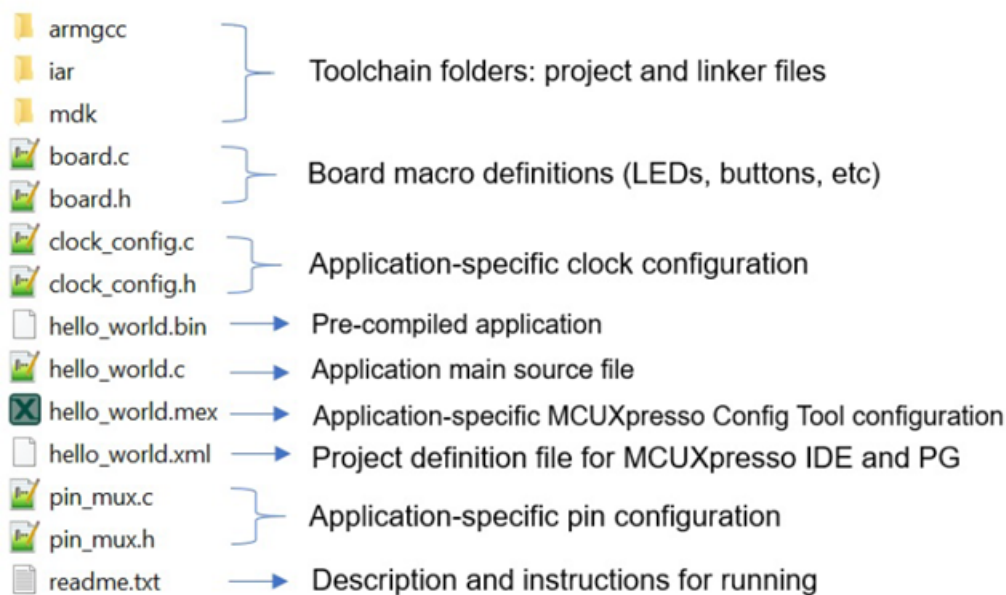 armgcc
iar
mdk
Toolchain folders: project and linker files
board.c
board.h
Board macro definitions (LEDs, buttons, etc)
clock_config.c
clock_config.h
Application-specific clock configuration
hello_world.bin
Pre-compiled application
hello_world.c
Application main source file
hello_world.mex
Application-specific MCUXpresso Config Tool configuration
hello_world.xml
Project definition file for MCUXpresso IDE and PG
pin_mux.c
pin_mux.h
Application-specific pin configuration
readme.txt
Description and instructions for running